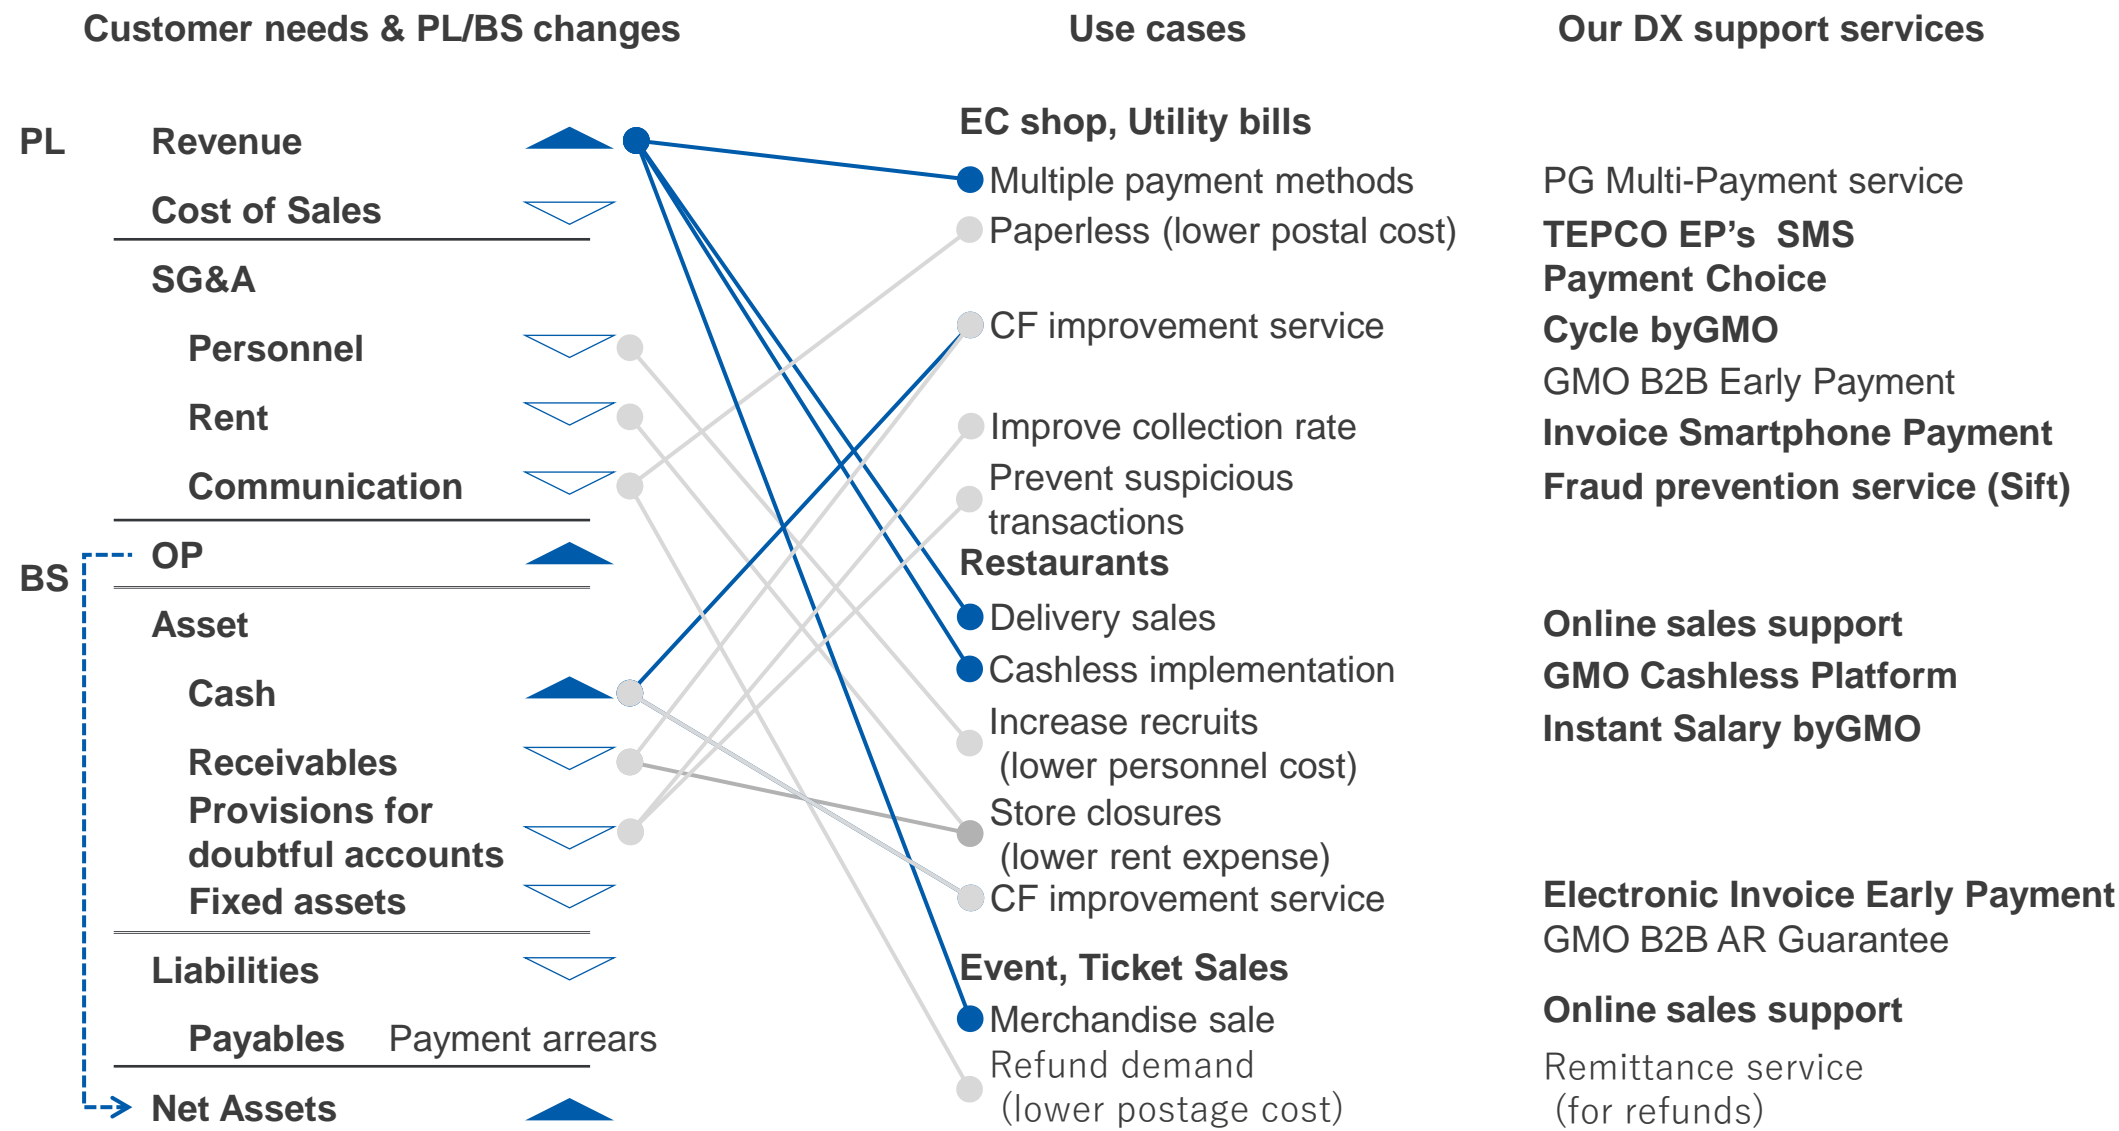 Customer needs & PL/BS changes
Use cases
Our DX support services
PL
Revenue
Cost of Sales
SG&A
Personnel
Rent
Communication
BS
OP
Asset
Cash
Receivables
Provisions for
doubtful accounts
Fixed assets
Liabilities
Payables Payment arrears
Net Assets
EC shop, Utility bills
Multiple payment methods
Paperless (lower postal cost)
CF improvement service
Improve collection rate
Prevent suspicious
transactions
Restaurants
Delivery sales
Cashless implementation
Increase recruits
(lower personnel cost)
Store closures
(lower rent expense)
CF improvement service
Event, Ticket Sales
Merchandise sale
Refund demand
(lower postage cost)
PG Multi-Payment service
TEPCO EP’s SMS
Payment Choice
Cycle byGMO
GMO B2B Early Payment
Invoice Smartphone Payment
Fraud prevention service (Sift)
Online sales support
GMO Cashless Platform
Instant Salary byGMO
Electronic Invoice Early Payment
GMO B2B AR Guarantee
Online sales support
Remittance service
(for refunds)